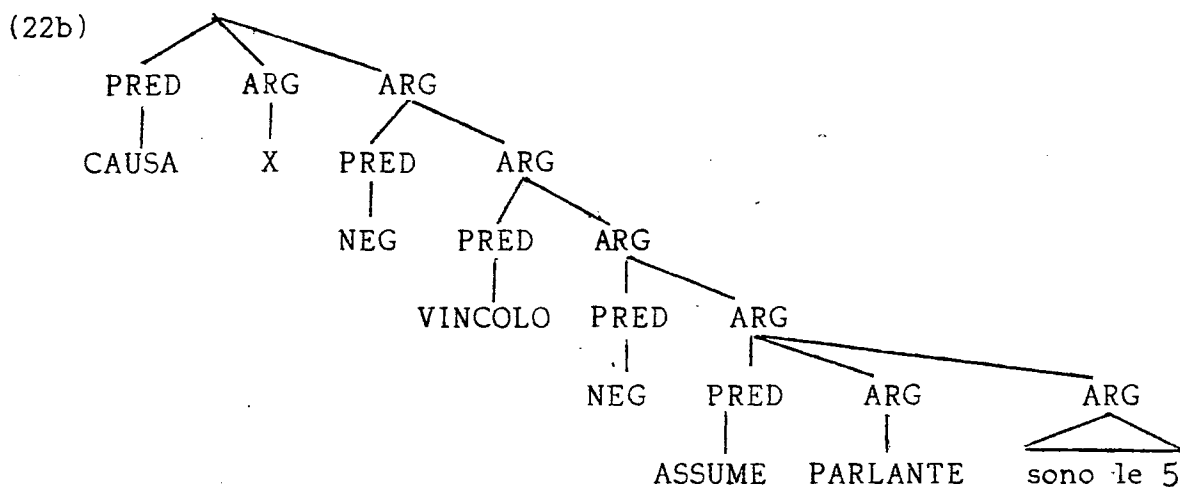 (22b)
PRED ARG ARG
CAUSA X PRED ARG
NEG PRED ARG
VINCOLO PRED ARG
NEG PRED ARG ARG
ASSUME PARLANTE sono le 5